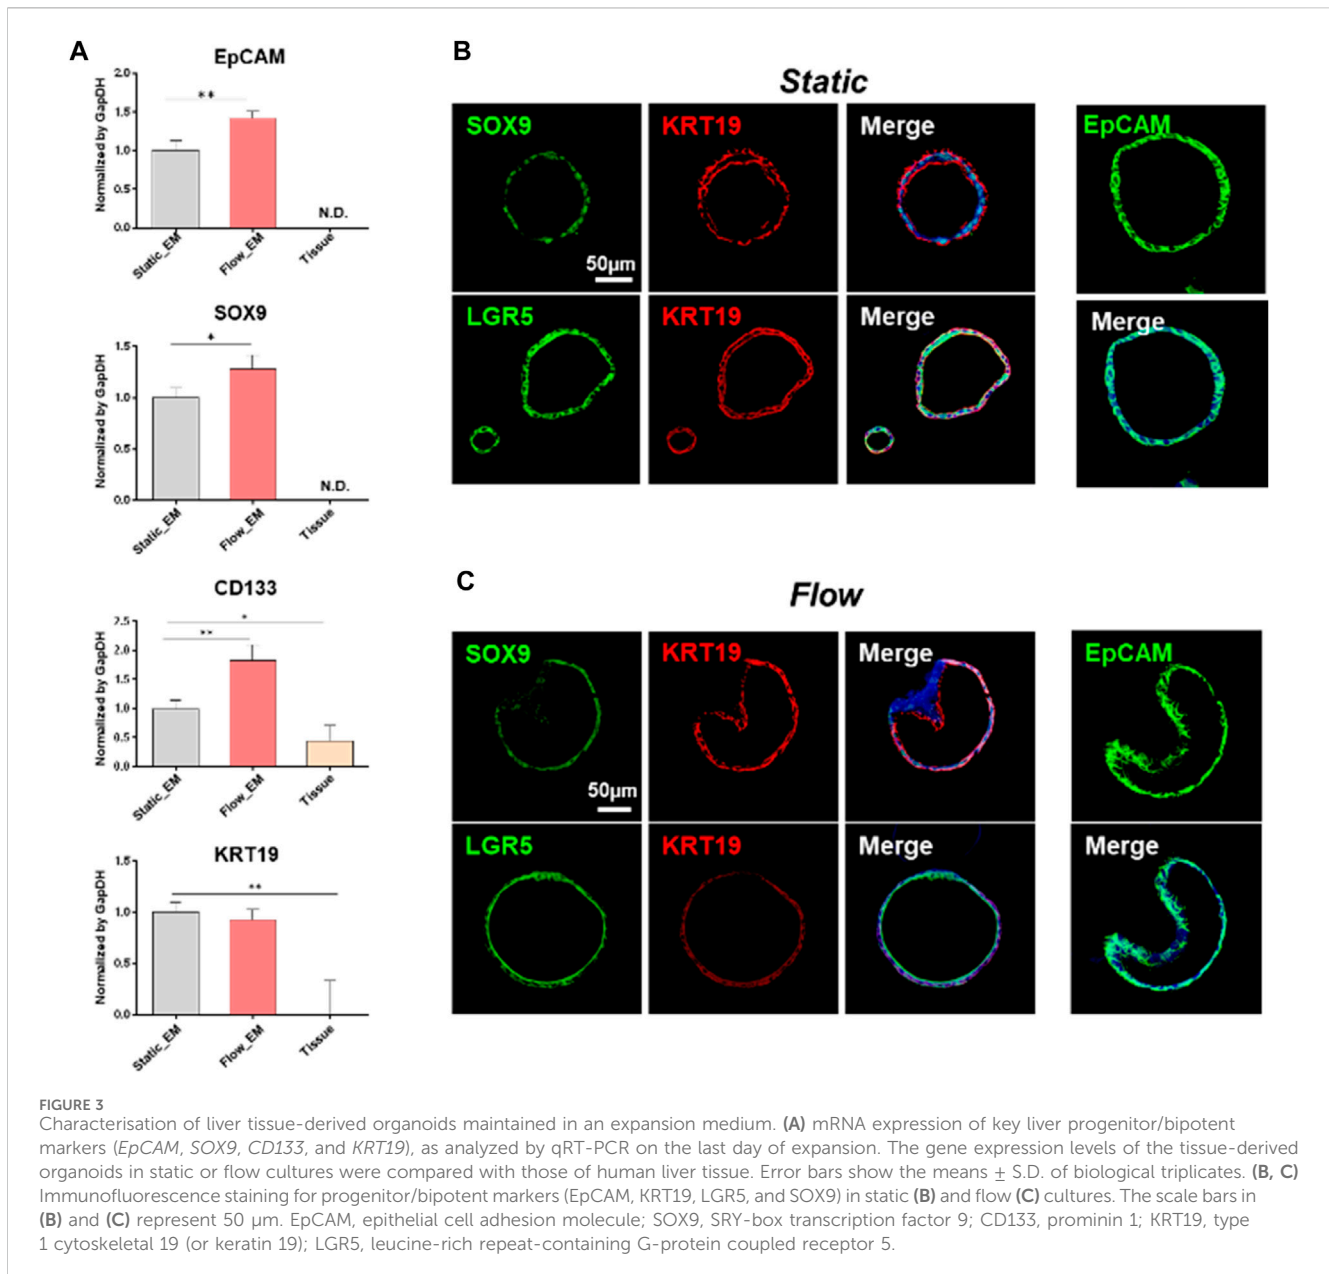 A
EpCAM
Normalized by GapDH
2.0
1.5
1.0
0.5
0.0
**
N.D.
Static_EM
Flow_EM
Tissue
SOX9
Normalized by GapDH
1.5
1.0
0.5
0.0
*
N.D.
Static_EM
Flow_EM
Tissue
CD133
Normalized by GapDH
2.5
2.0
1.5
1.0
0.5
0.0
*
**
Static_EM
Flow_EM
Tissue
KRT19
Normalized by GapDH
1.5
1.0
0.5
0.0
**
Static_EM
Flow_EM
Tissue
B
Static
SOX9
KRT19
Merge
EpCAM
50µm
LGR5
KRT19
Merge
Merge
C
Flow
SOX9
KRT19
Merge
EpCAM
50µm
LGR5
KRT19
Merge
Merge
FIGURE 3
Characterisation of liver tissue-derived organoids maintained in an expansion medium. (A) mRNA expression of key liver progenitor/bipotent
markers (EpCAM, SOX9, CD133, and KRT19), as analyzed by qRT-PCR on the last day of expansion. The gene expression levels of the tissue-derived
organoids in static or flow cultures were compared with those of human liver tissue. Error bars show the means ± S.D. of biological triplicates. (B, C)
Immunofluorescence staining for progenitor/bipotent markers (EpCAM, KRT19, LGR5, and SOX9) in static (B) and flow (C) cultures. The scale bars in
(B) and (C) represent 50 µm. EpCAM, epithelial cell adhesion molecule; SOX9, SRY-box transcription factor 9; CD133, prominin 1; KRT19, type
1 cytoskeletal 19 (or keratin 19); LGR5, leucine-rich repeat-containing G-protein coupled receptor 5.